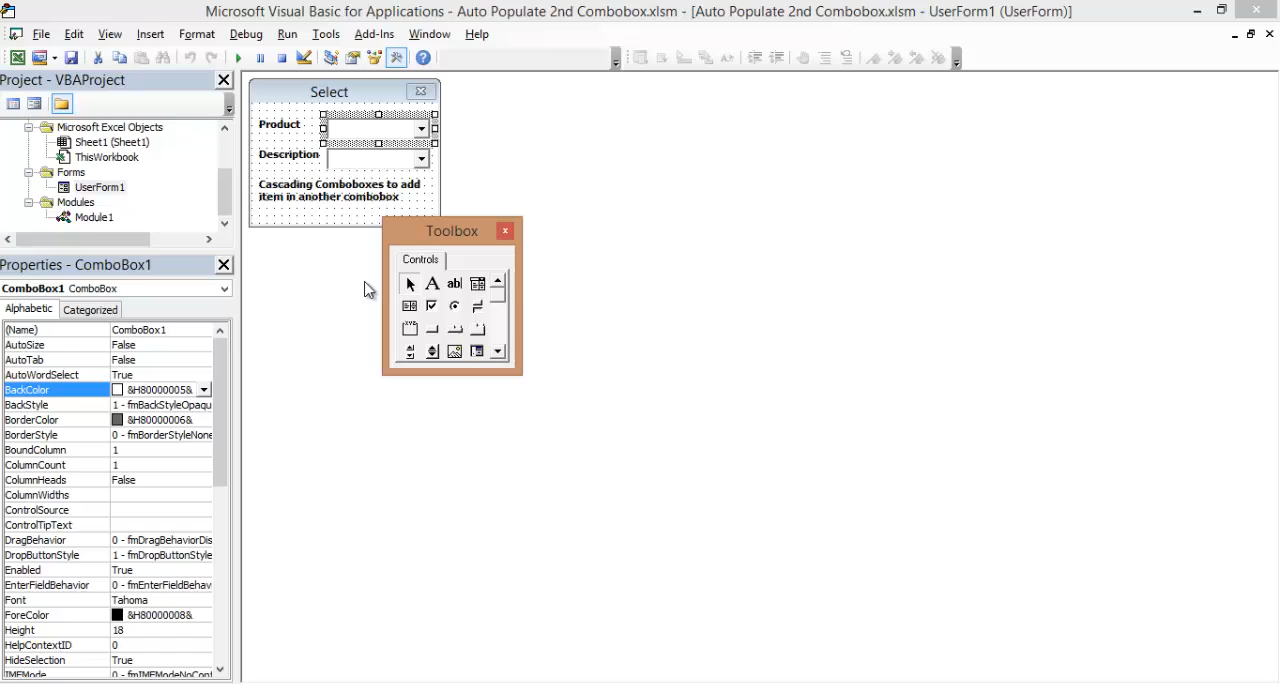 Microsoft Visual Basic for Applications - Auto Populate 2nd Combobox.xlsm - [Auto Populate 2nd Combobox.xlsm - UserForm1 (UserForm)]
File Edit View Insert Format Debug Run Tools Add-Ins Window Help
Project - VBAProject
Microsoft Excel Objects
Sheet1 (Sheet1)
ThisWorkbook
Forms
UserForm1
Modules
Module1
Properties - ComboBox1
ComboBox1 ComboBox
Alphabetic Categorized
(Name) ComboBox1
AutoSize False
AutoTab False
AutoWordSelect True
BackColor &H80000005&
BackStyle 1 - fmBackStyleOpaqu
BorderColor &H80000006&
BorderStyle 0 - fmBorderStyleNone
BoundColumn 1
ColumnCount 1
ColumnHeads False
ColumnWidths
ControlSource
ControlTipText
DragBehavior 0 - fmDragBehaviorDis
DropButtonStyle 1 - fmDropButtonStyle
Enabled True
EnterFieldBehavior 0 - fmEnterFieldBehav
Font Tahoma
ForeColor &H80000008&
Height 18
HelpContextID 0
HideSelection True
IMEMode 0 - fmIMEModeNoCont
Select
Product
Description
Cascading Comboboxes to add
item in another combobox
Toolbox
Controls
A ab|
XYZ